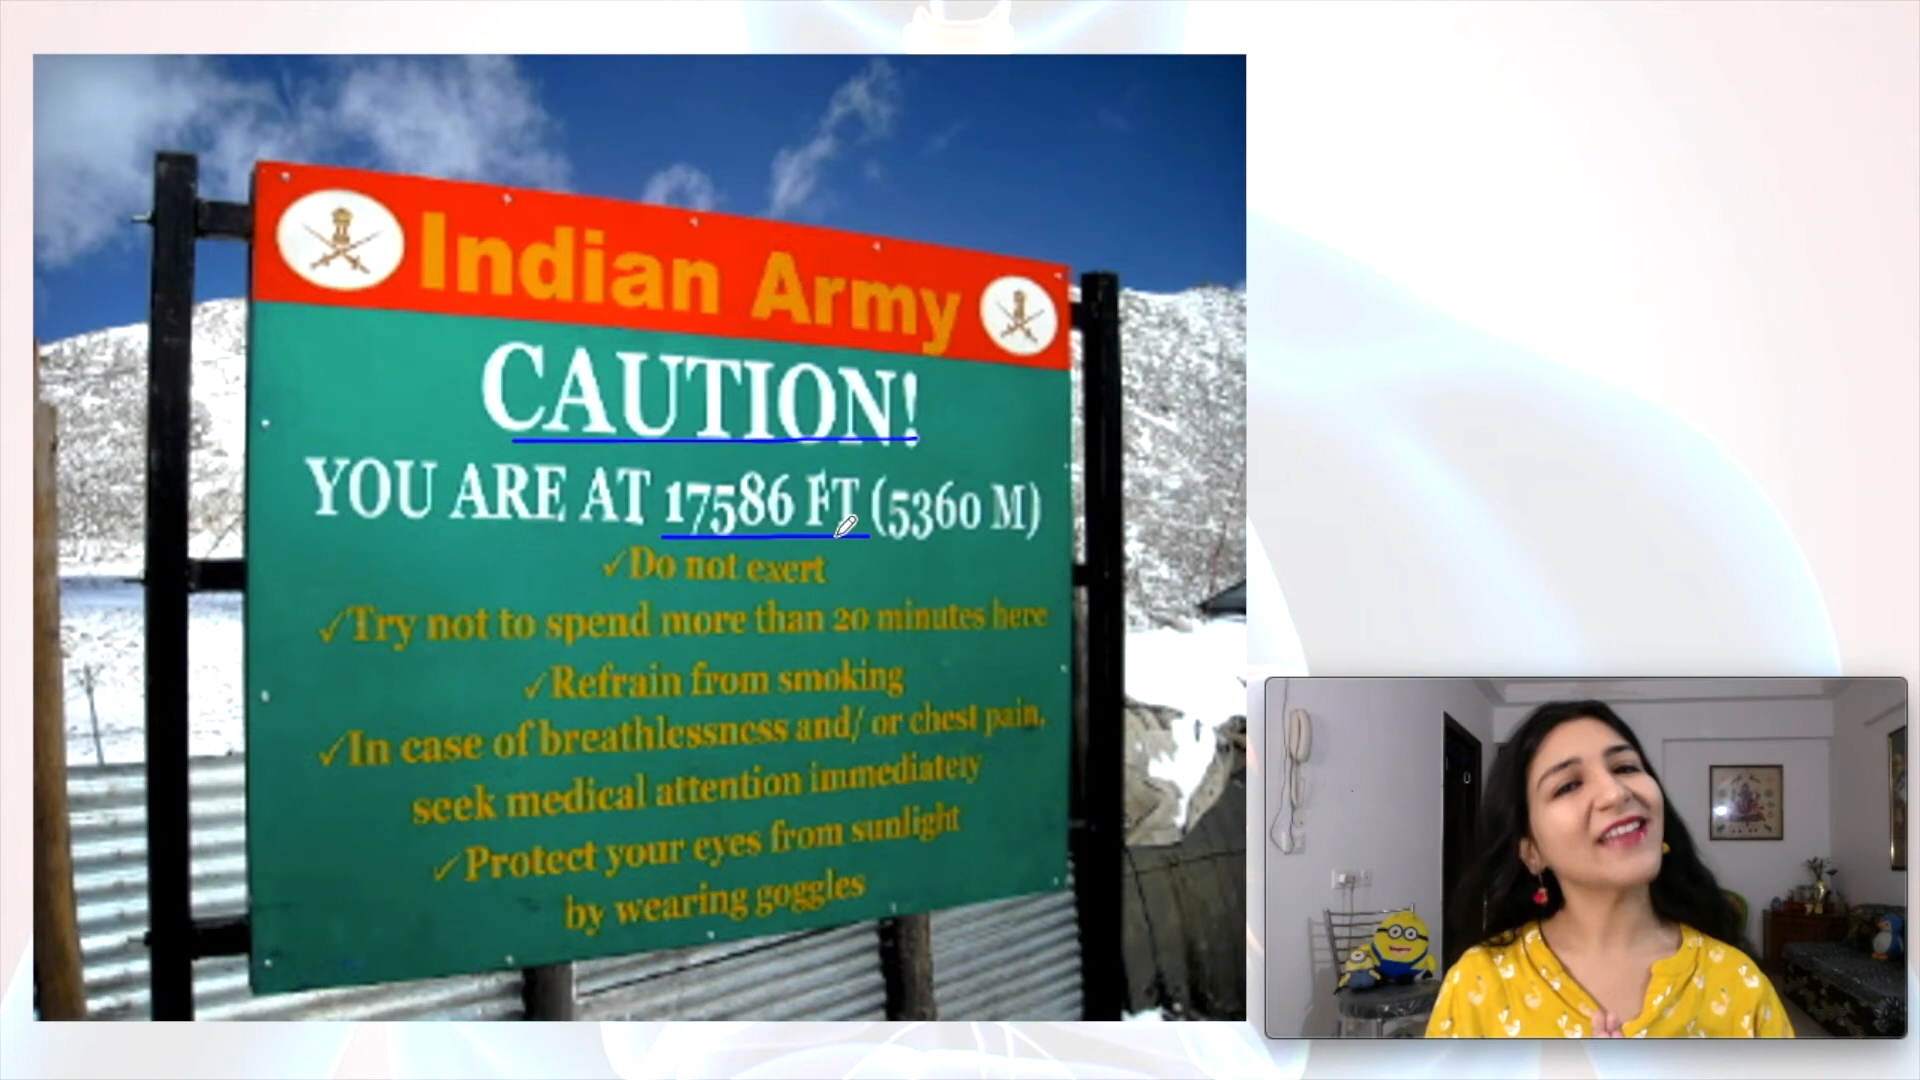 Indian Army
CAUTION!
YOU ARE AT 17586 FT (5360 M)
✓Do not exert
✓Try not to spend more than 20 minutes here
✓Refrain from smoking
✓In case of breathlessness and/ or chest pain,
seek medical attention immediately
✓Protect your eyes from sunlight
by wearing goggles